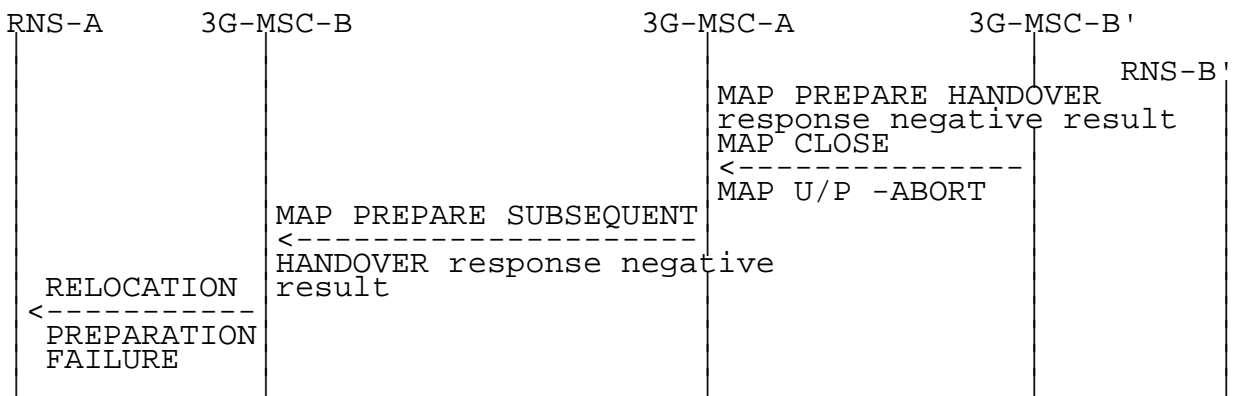 RNS-A 3G-MSC-B 3G-MSC-A 3G-MSC-B'
RNS-B'
MAP PREPARE HANDOVER
response negative result
MAP CLOSE
<---------------
MAP U/P -ABORT
MAP PREPARE SUBSEQUENT
<---------------------
HANDOVER response negative
result
RELOCATION
<-----------
PREPARATION
FAILURE